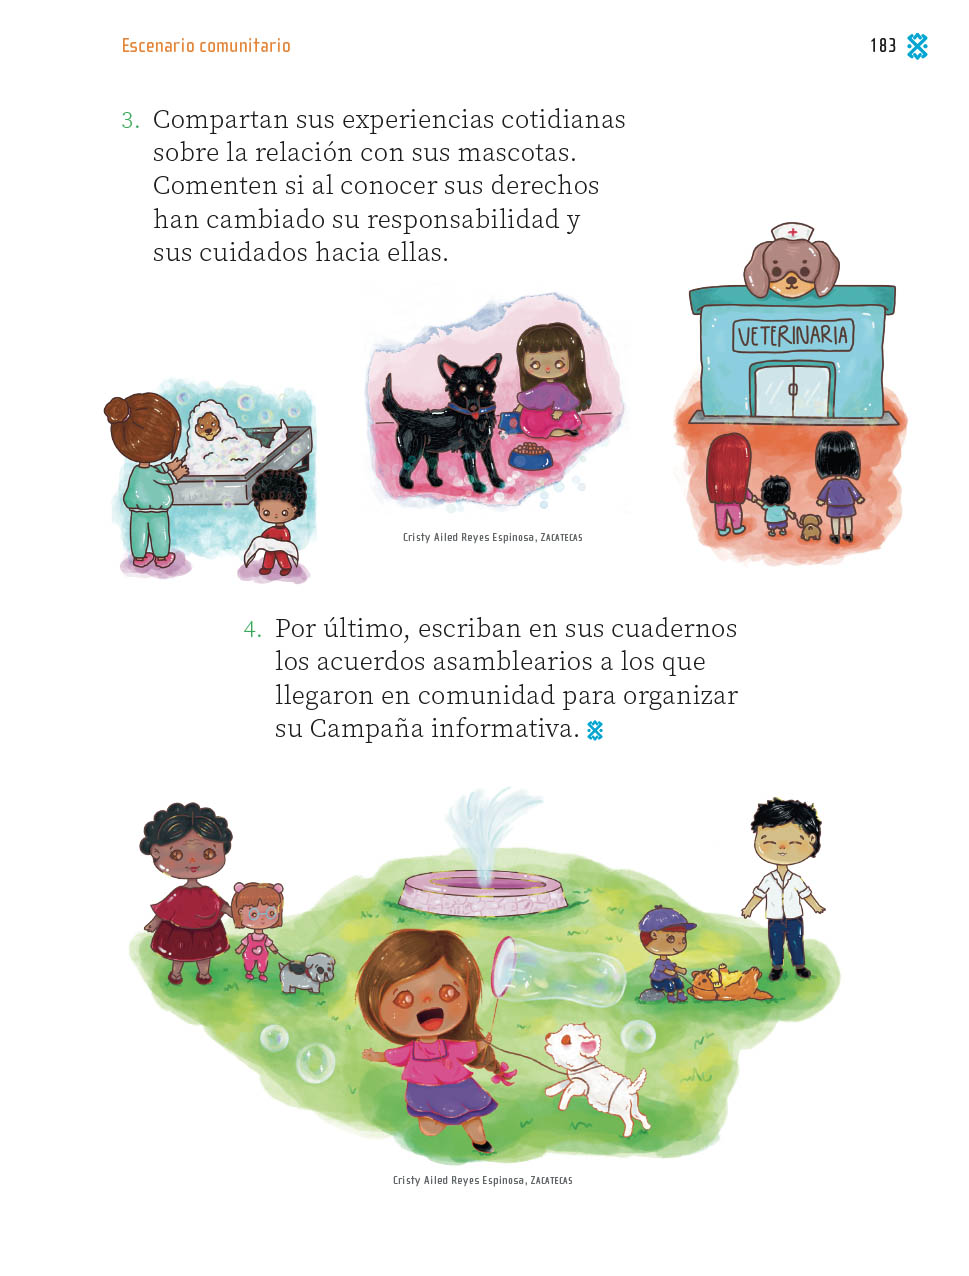 Escenario comunitario
183
3. Compartan sus experiencias cotidianas
sobre la relación con sus mascotas.
Comenten si al conocer sus derechos
han cambiado su responsabilidad y
sus cuidados hacia ellas.
VETERINARIA
Cristy Ailed Reyes Espinosa, ZACATECAS
4. Por último, escriban en sus cuadernos
los acuerdos asamblearios a los que
llegaron en comunidad para organizar
su Campaña informativa.
Cristy Ailed Reyes Espinosa, ZACATECAS